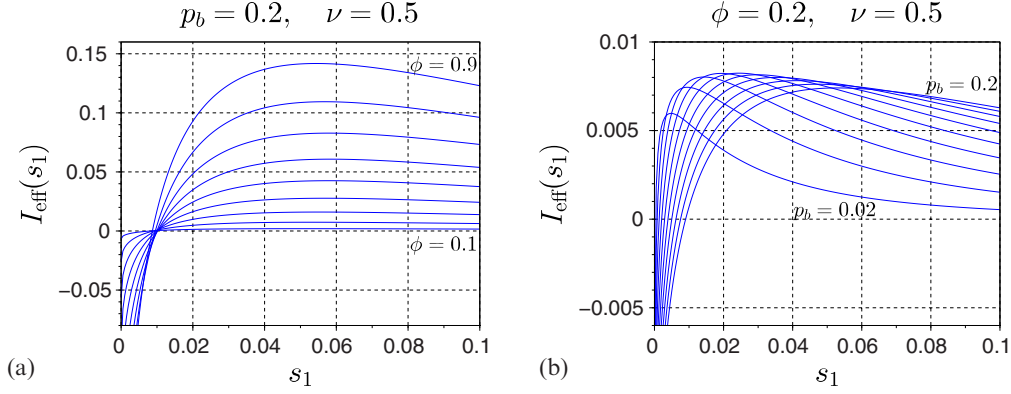 p_b = 0.2, ν = 0.5
I_eff(s_1)
0.15
0.10
0.05
0
−0.05
ϕ = 0.9
ϕ = 0.1
0 0.02 0.04 0.06 0.08 0.1
(a)
s_1
ϕ = 0.2, ν = 0.5
I_eff(s_1)
0.01
0.005
0
−0.005
p_b = 0.2
p_b = 0.02
0 0.02 0.04 0.06 0.08 0.1
(b)
s_1